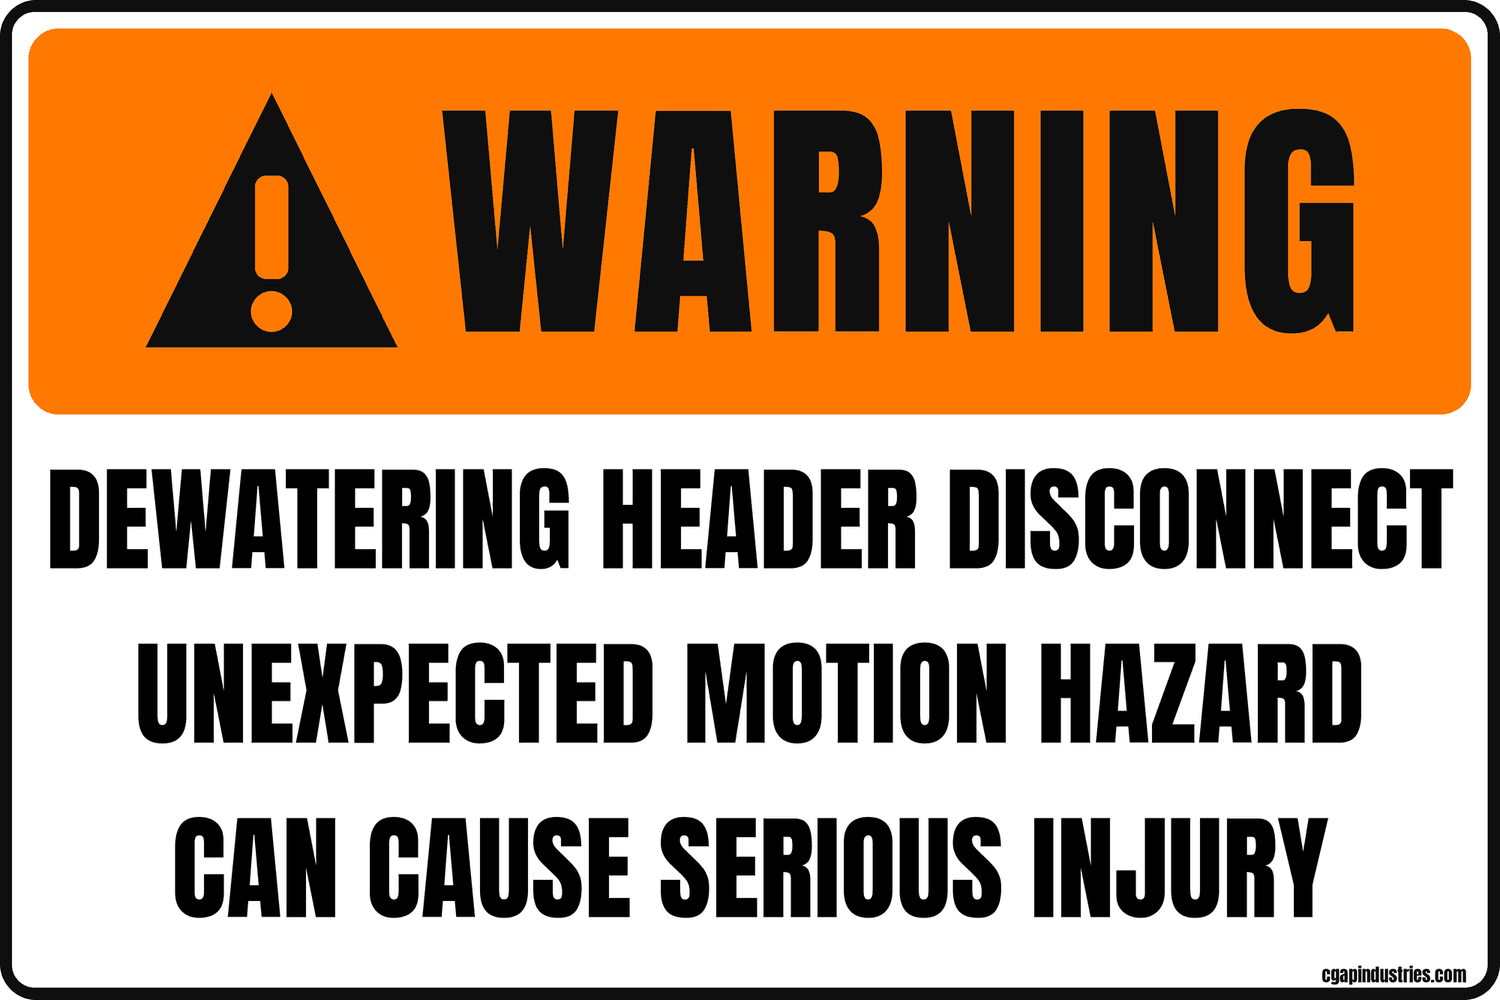 WARNING
DEWATERING HEADER DISCONNECT
UNEXPECTED MOTION HAZARD
CAN CAUSE SERIOUS INJURY
cgapindustries.com